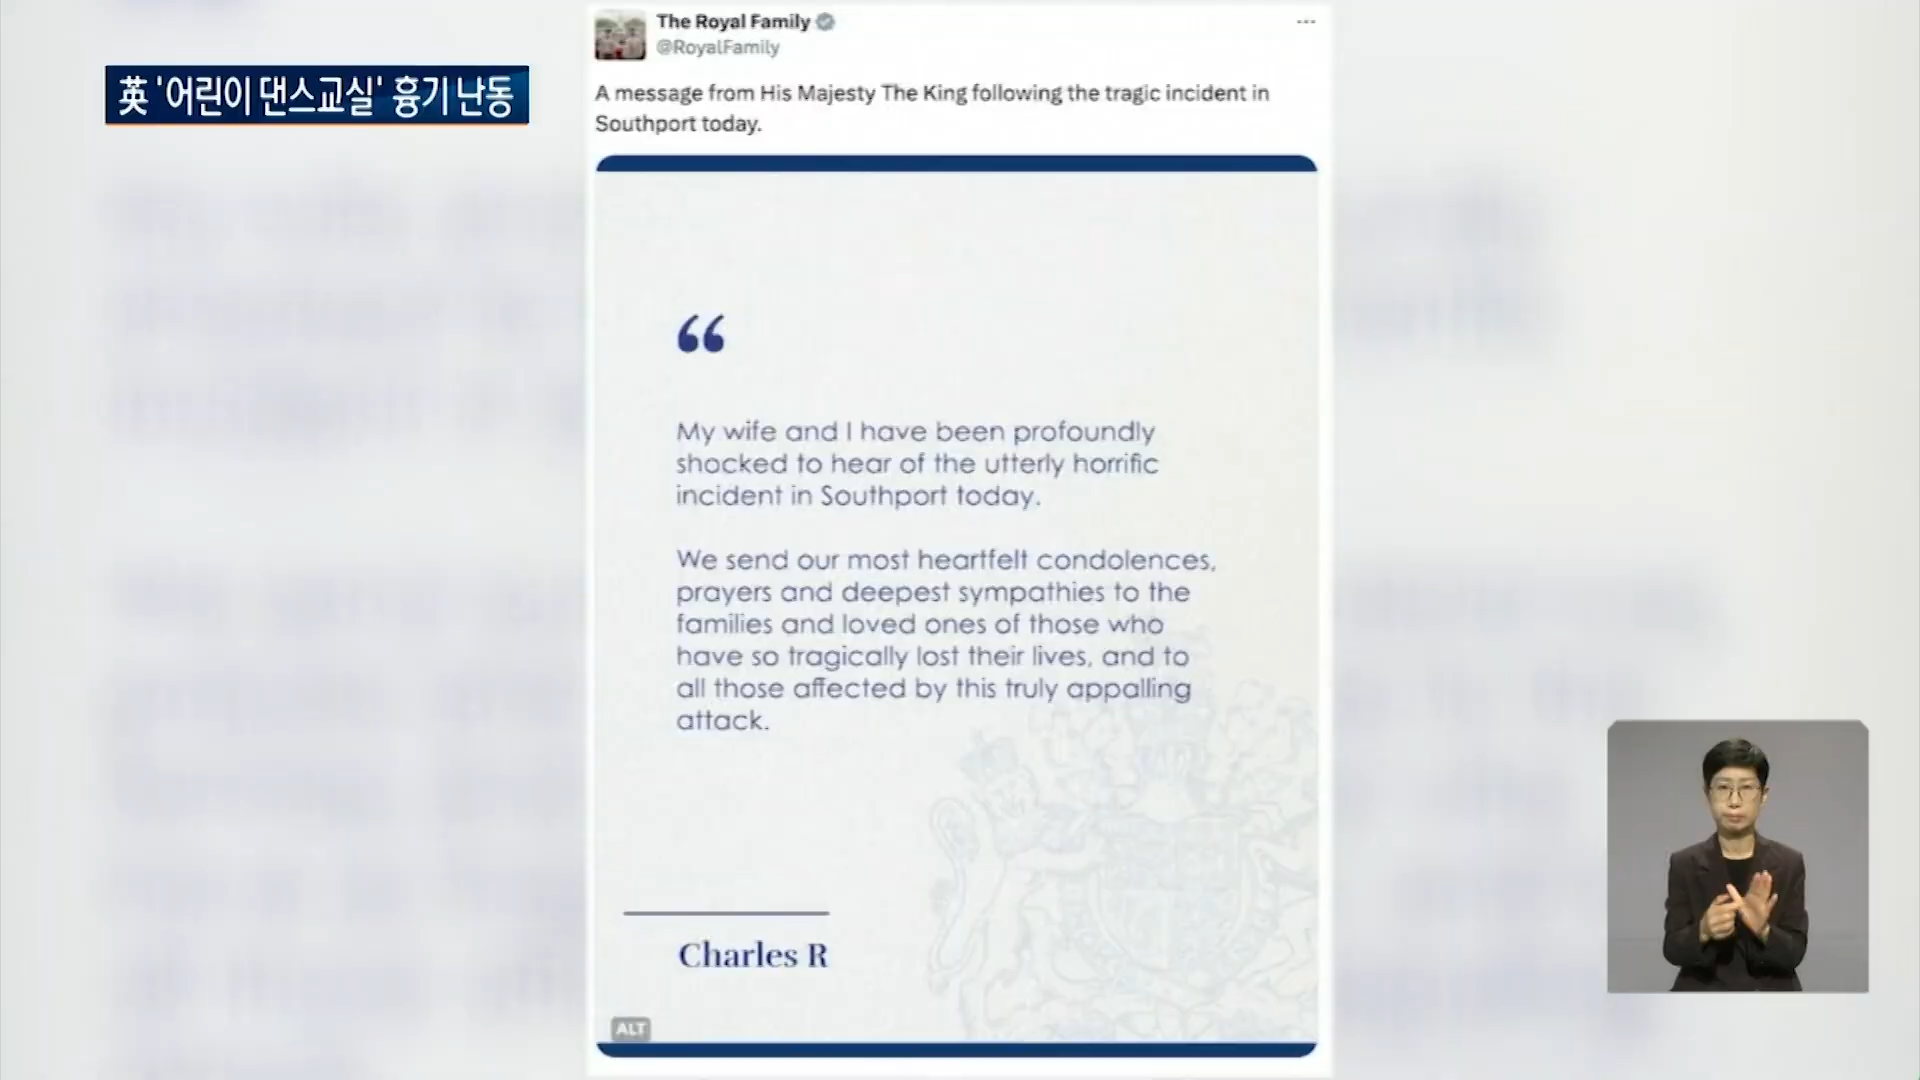 英 '어린이 댄스교실' 흉기 난동
The Royal Family
@RoyalFamily
A message from His Majesty The King following the tragic incident in
Southport today.
“
My wife and I have been profoundly
shocked to hear of the utterly horrific
incident in Southport today.
We send our most heartfelt condolences,
prayers and deepest sympathies to the
families and loved ones of those who
have so tragically lost their lives, and to
all those affected by this truly appalling
attack.
Charles R
ALT